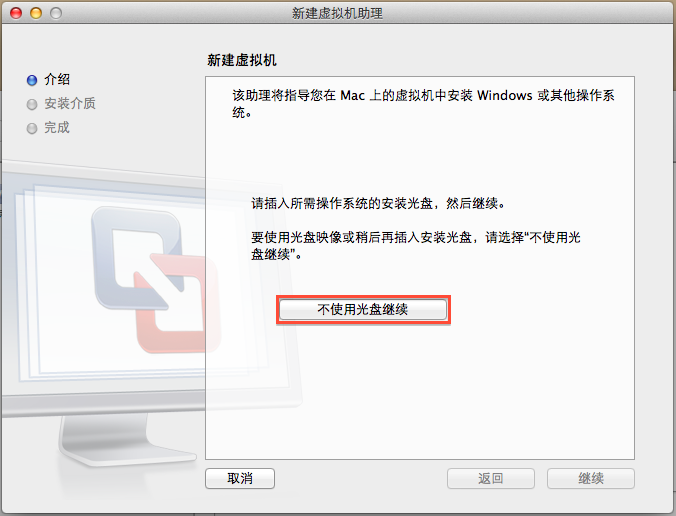 新建虚拟机助理
新建虚拟机
介绍
安装介质
完成
该助理将指导您在 Mac 上的虚拟机中安装 Windows 或其他操作系
统。
请插入所需操作系统的安装光盘，然后继续。
要使用光盘映像或稍后再插入安装光盘，请选择“不使用光
盘继续”。
不使用光盘继续
取消
返回
继续